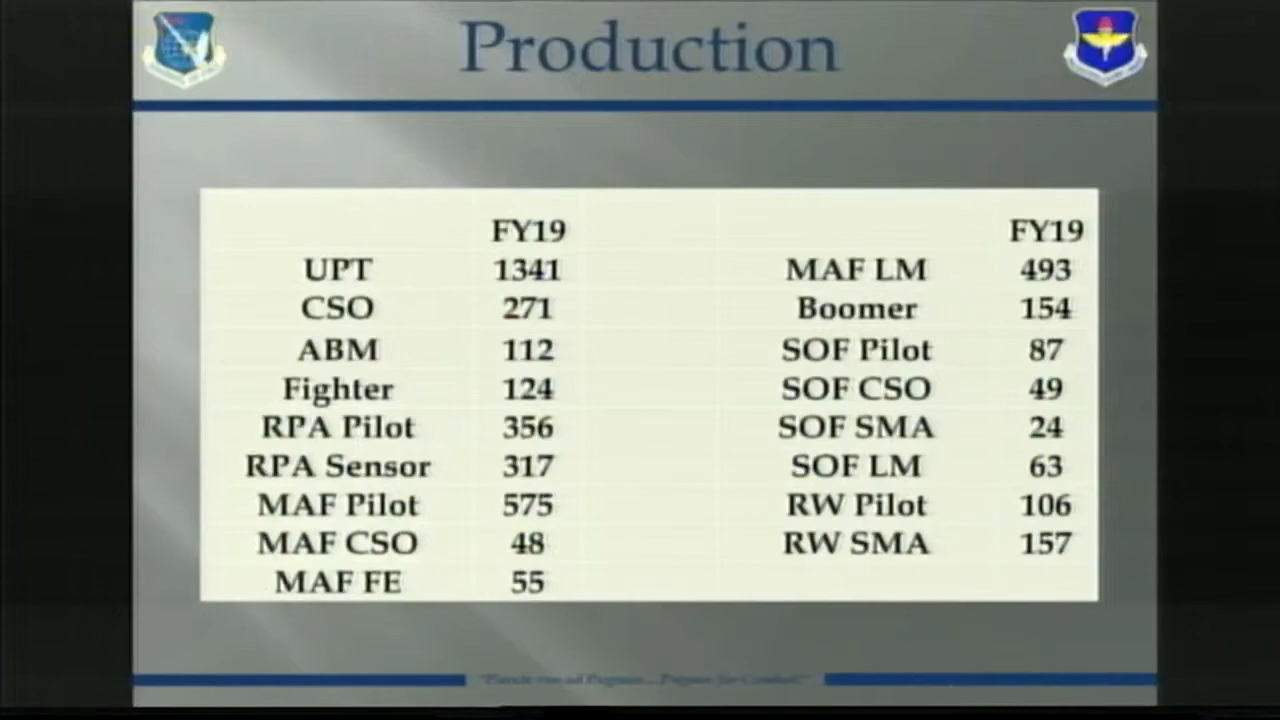 Production
FY19
UPT 1341
CSO 271
ABM 112
Fighter 124
RPA Pilot 356
RPA Sensor 317
MAF Pilot 575
MAF CSO 48
MAF FE 55
FY19
MAF LM 493
Boomer 154
SOF Pilot 87
SOF CSO 49
SOF SMA 24
SOF LM 63
RW Pilot 106
RW SMA 157